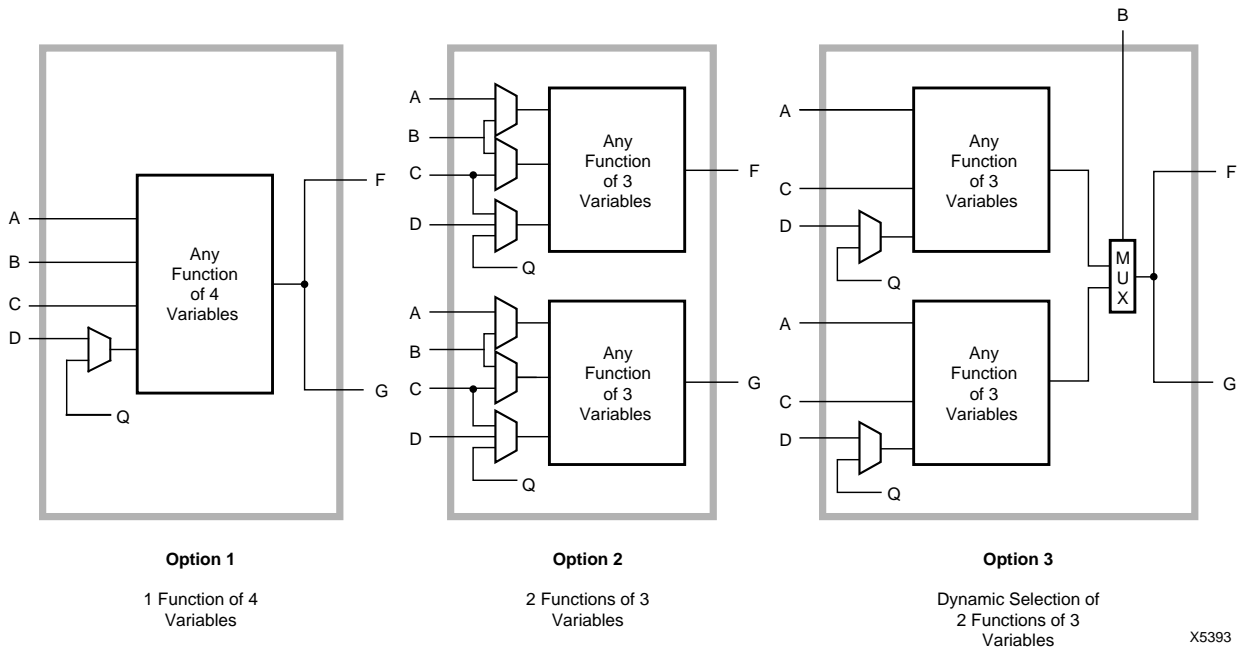 B
A
B
C
D
Q
Any
Function
of 4
Variables
F
G
A
B
C
D
Q
Any
Function
of 3
Variables
F
A
B
C
D
Q
Any
Function
of 3
Variables
G
A
C
D
Q
Any
Function
of 3
Variables
A
C
D
Q
Any
Function
of 3
Variables
M
U
X
F
G
Option 1
1 Function of 4
Variables
Option 2
2 Functions of 3
Variables
Option 3
Dynamic Selection of
2 Functions of 3
Variables
X5393